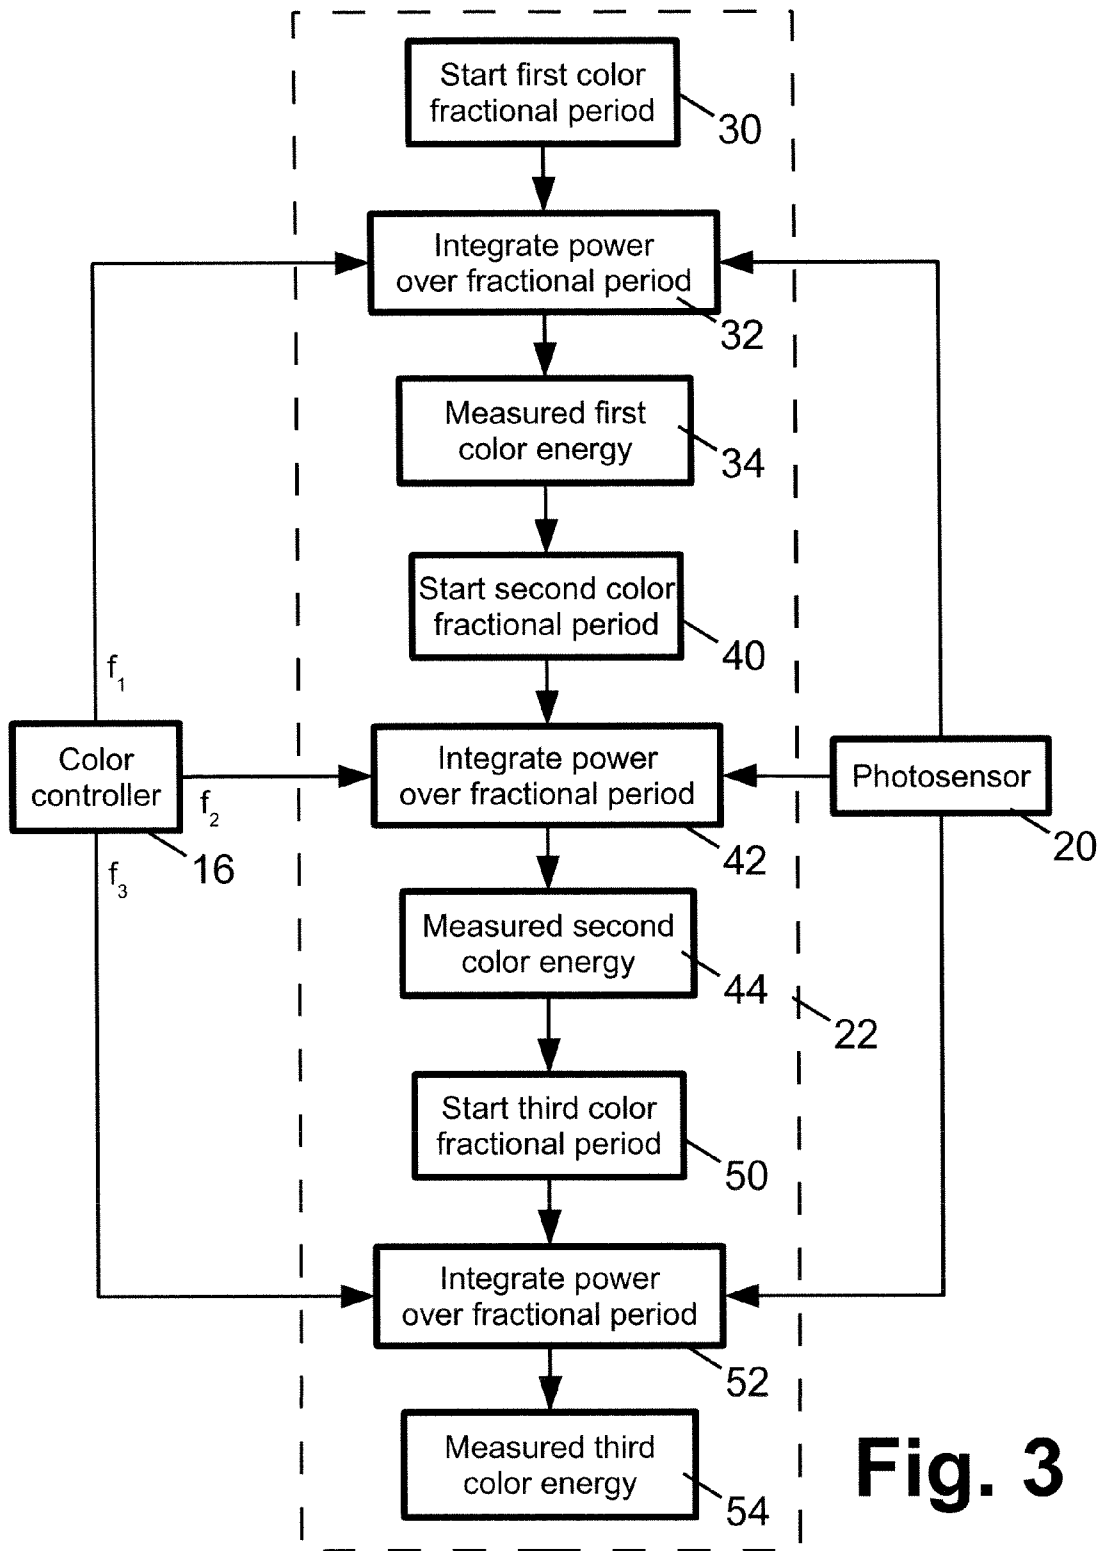 Start first color
fractional period
30
Integrate power
over fractional period
32
Measured first
color energy
34
Start second color
fractional period
40
f1
Color
controller
16
f2
f3
Integrate power
over fractional period
42
Photosensor
20
Measured second
color energy
44
22
Start third color
fractional period
50
Integrate power
over fractional period
52
Measured third
color energy
54
Fig. 3